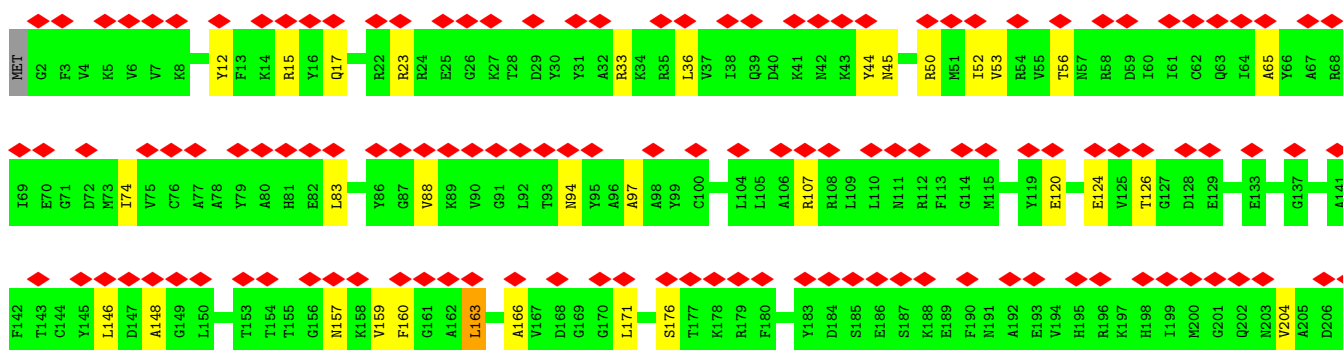 MET G2 F3 V4 K5 V6 V7 K8 Y12 F13 K14 R15 Y16 Q17 R22 R23 R24 E25 G26 K27 T28 D29 Y30 Y31 A32 R33 K34 R35 L36 V37 I38 Q39 D40 K41 N42 K43 Y44 N45 R50 M51 I52 V53 R54 V55 T56 N57 R58 D59 I60 I61 C62 Q63 I64 A65 Y66 A67 R68
I69 E70 G71 D72 M73 I74 V75 C76 A77 A78 Y79 A80 H81 E82 L83 Y86 G87 V88 K89 V90 G91 L92 T93 N94 Y95 A96 A97 A98 Y99 C100 L104 L105 A106 R107 R108 L109 L110 N111 R112 F113 G114 M115 Y119 E120 E124 V125 T126 G127 D128 E129 E133 G137 A141
F142 T143 C144 Y145 L146 D147 A148 G149 L150 T153 T154 T155 G156 N157 K158 V159 F160 G161 A162 L163 A166 V167 D168 G169 G170 L171 S176 T177 K178 R179 F180 Y183 D184 S185 E186 S187 K188 E189 F190 N191 A192 E193 V194 H195 R196 K197 H198 I199 M200 G201 Q202 N203 V204 A205 D206